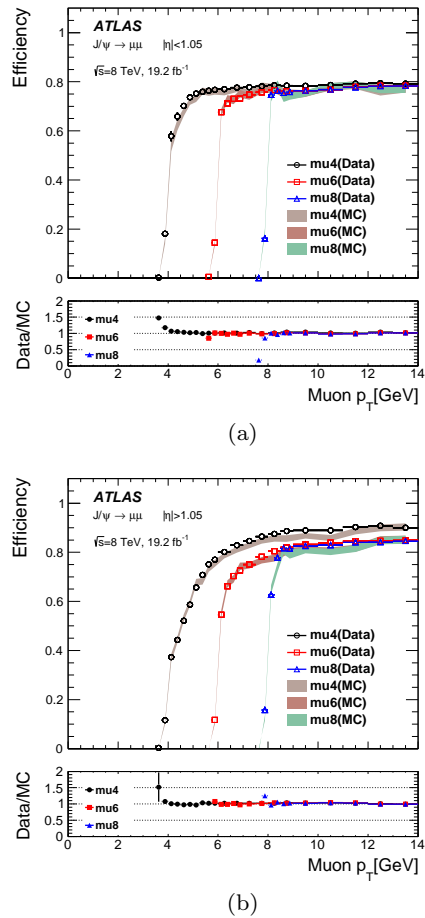 Efficiency
1
0.8
0.6
0.4
0.2
0
ATLAS
J/ψ → μμ |η|<1.05
√s=8 TeV, 19.2 fb⁻¹
mu4(Data)
mu6(Data)
mu8(Data)
mu4(MC)
mu6(MC)
mu8(MC)
Data/MC
2
1.5
1
0.5
0
mu4
mu6
mu8
0 2 4 6 8 10 12 14
Muon p_T[GeV]
(a)
Efficiency
1
0.8
0.6
0.4
0.2
0
ATLAS
J/ψ → μμ |η|>1.05
√s=8 TeV, 19.2 fb⁻¹
mu4(Data)
mu6(Data)
mu8(Data)
mu4(MC)
mu6(MC)
mu8(MC)
Data/MC
2
1.5
1
0.5
0
mu4
mu6
mu8
0 2 4 6 8 10 12 14
Muon p_T[GeV]
(b)